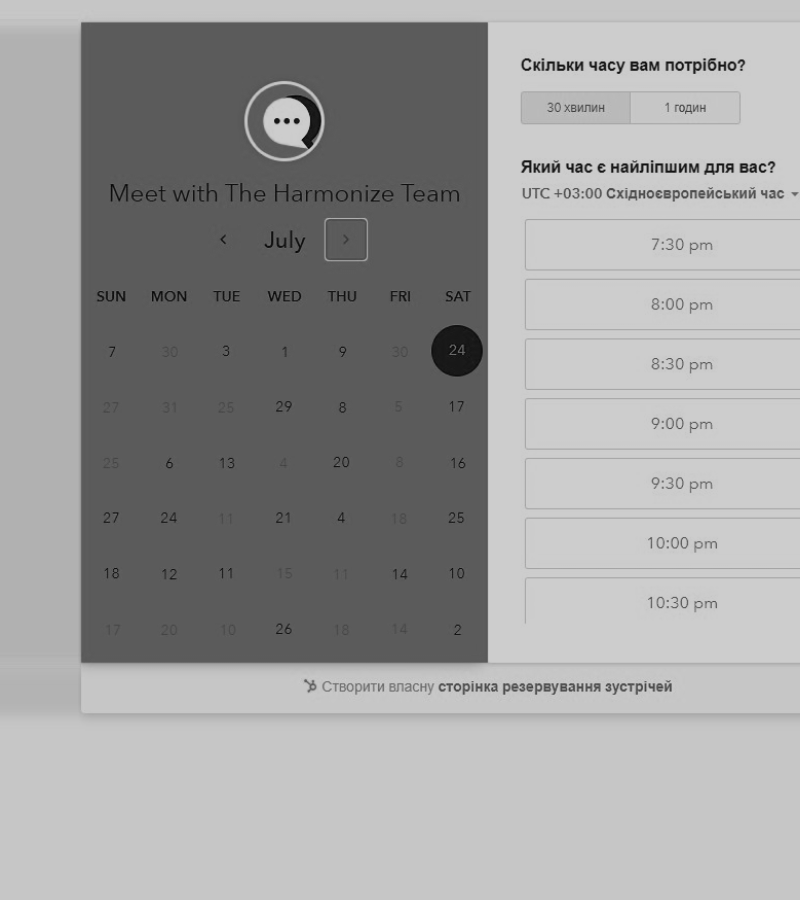 Meet with The Harmonize Team
July
SUN MON TUE WED THU FRI SAT
7 30 3 1 9 30 24
27 31 25 29 8 5 17
25 6 13 4 20 8 16
27 24 11 21 4 18 25
18 12 11 15 11 14 10
17 20 10 26 18 14 2
Скільки часу вам потрібно?
30 хвилин 1 годин
Який час є найліпшим для вас?
UTC +03:00 Східноєвропейський час
7:30 pm
8:00 pm
8:30 pm
9:00 pm
9:30 pm
10:00 pm
10:30 pm
Створити власну сторінка резервування зустрічей